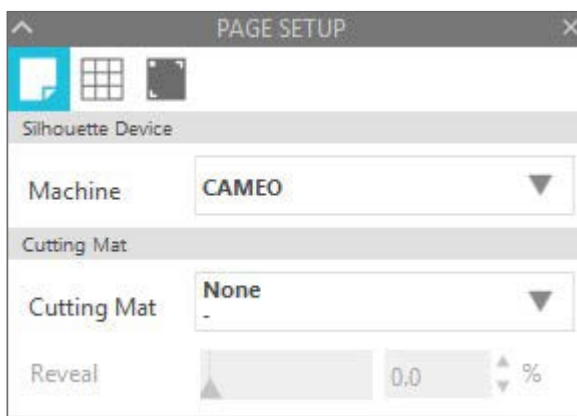 PAGE SETUP
Silhouette Device
Machine CAMEO
Cutting Mat
Cutting Mat None
-
Reveal 0.0 %